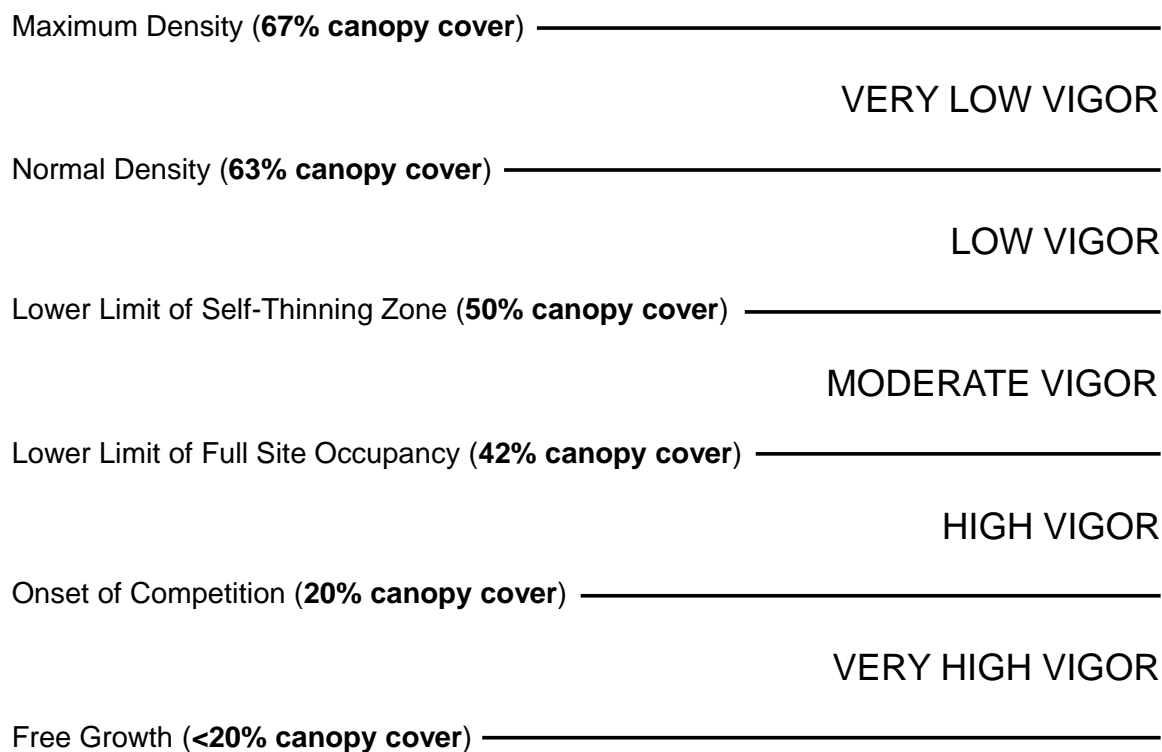 Maximum Density (67% canopy cover)
VERY LOW VIGOR
Normal Density (63% canopy cover)
LOW VIGOR
Lower Limit of Self-Thinning Zone (50% canopy cover)
MODERATE VIGOR
Lower Limit of Full Site Occupancy (42% canopy cover)
HIGH VIGOR
Onset of Competition (20% canopy cover)
VERY HIGH VIGOR
Free Growth (<20% canopy cover)